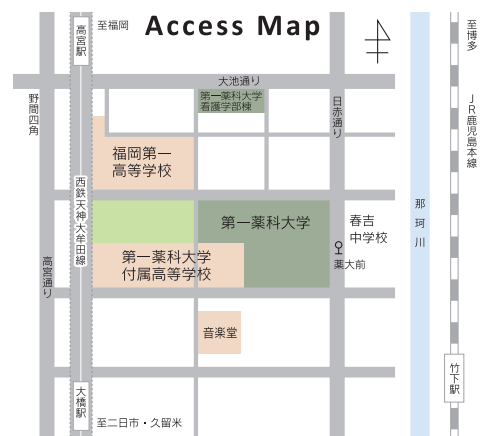 Access Map
高宮駅
至福岡
至博多
大池通り
野間四角
第一薬科大学
看護学部棟
日赤通り
JR鹿児島本線
福岡第一
高等学校
西鉄天神大牟田線
第一薬科大学
春吉
中学校
那珂川
薬大前
高宮通り
第一薬科大学
付属高等学校
音楽堂
竹下駅
大橋駅
至二日市・久留米